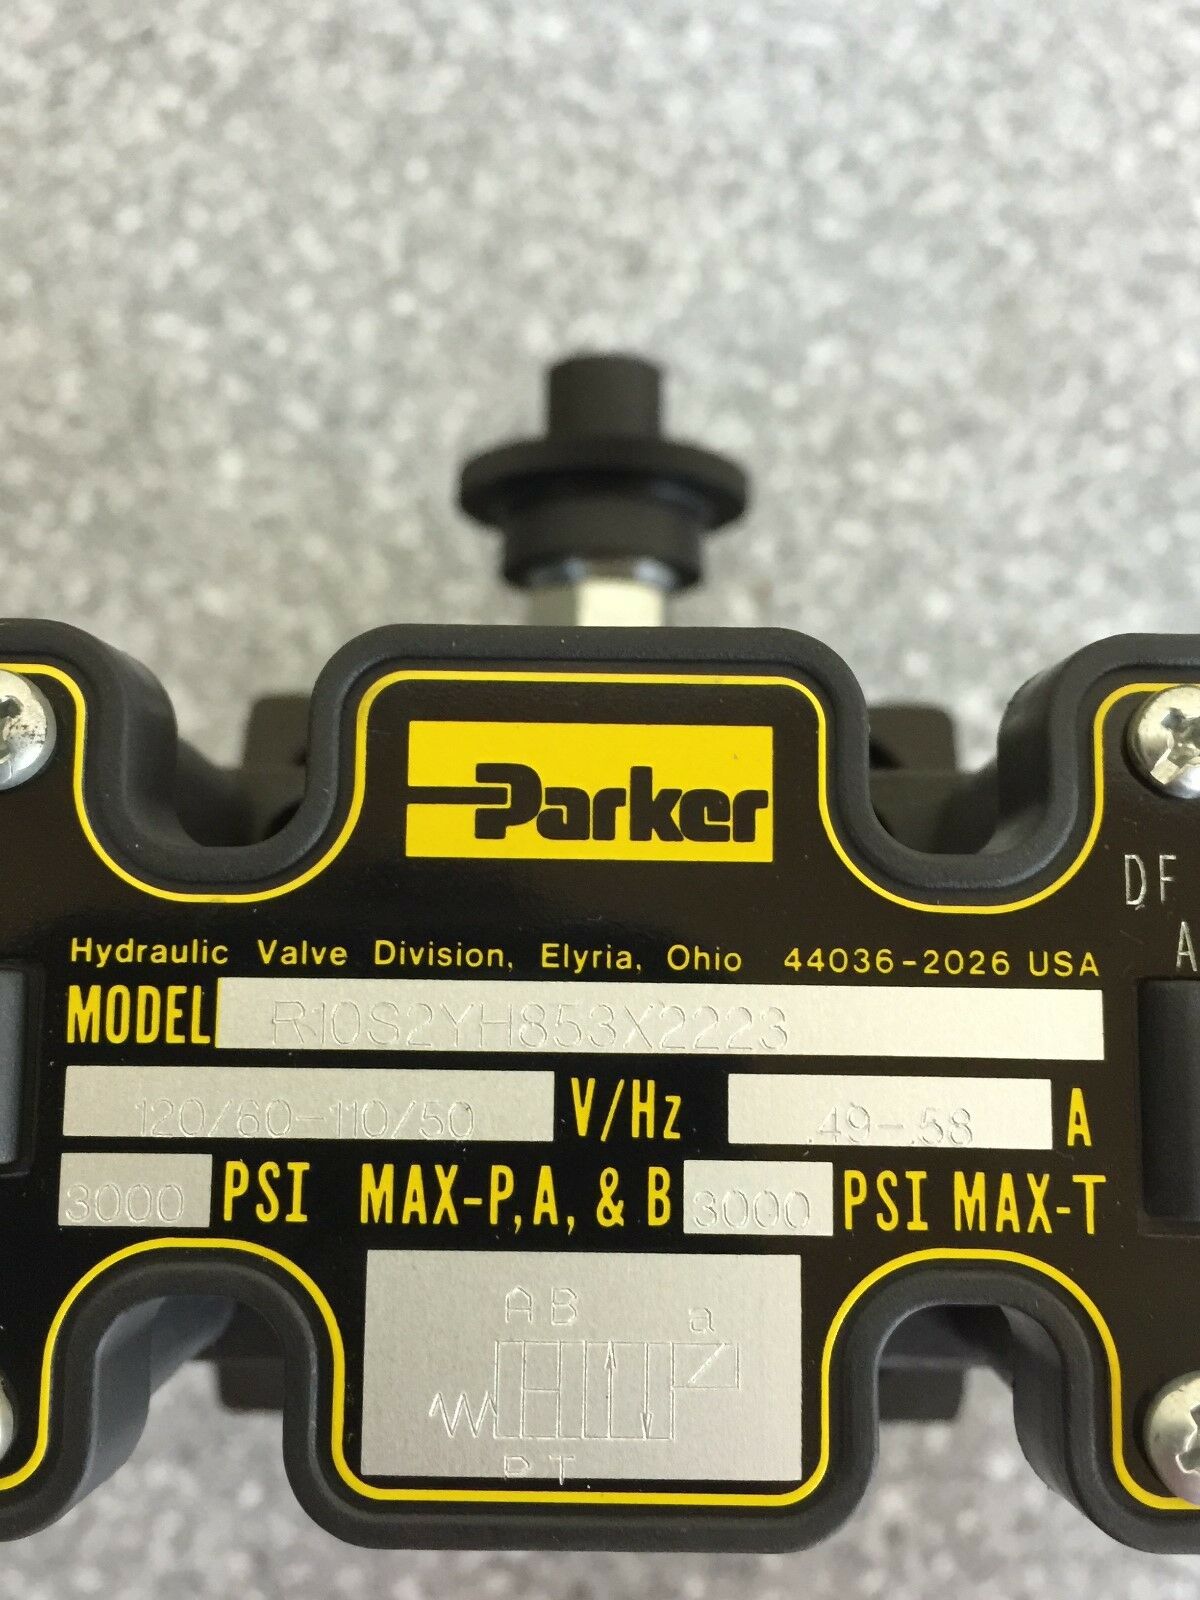 Parker
DF
A
Hydraulic Valve Division, Elyria, Ohio 44036-2026 USA
MODEL R10S2YH853X2223
120/60-110/50 V/Hz .49-.58 A
3000 PSI MAX-P,A, & B 3000 PSI MAX-T
A B a
P T